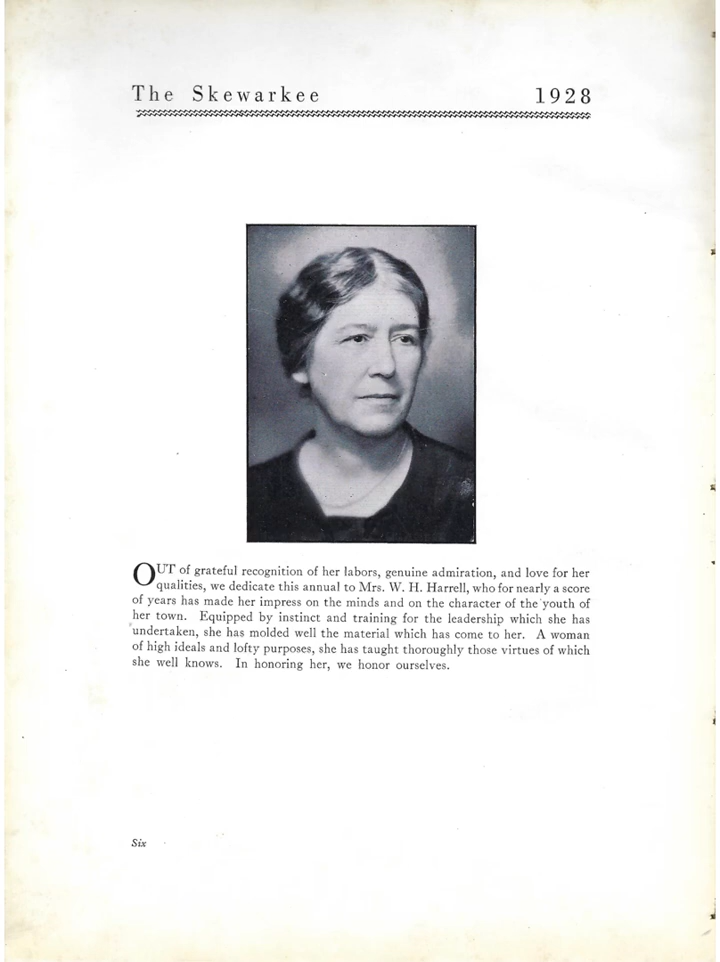 The Skewarkee 1928
OUT of grateful recognition of her labors, genuine admiration, and love for her
qualities, we dedicate this annual to Mrs. W. H. Harrell, who for nearly a score
of years has made her impress on the minds and on the character of the youth of
her town. Equipped by instinct and training for the leadership which she has
undertaken, she has molded well the material which has come to her. A woman
of high ideals and lofty purposes, she has taught thoroughly those virtues of which
she well knows. In honoring her, we honor ourselves.
Six